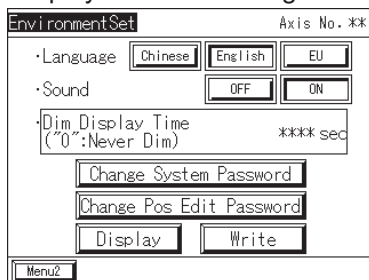 EnvironmentSet Axis No.**
·Language Chinese English EU
·Sound OFF ON
·Dim Display Time
("0":Never Dim) **** sec
Change System Password
Change Pos Edit Password
Display Write
Menu2